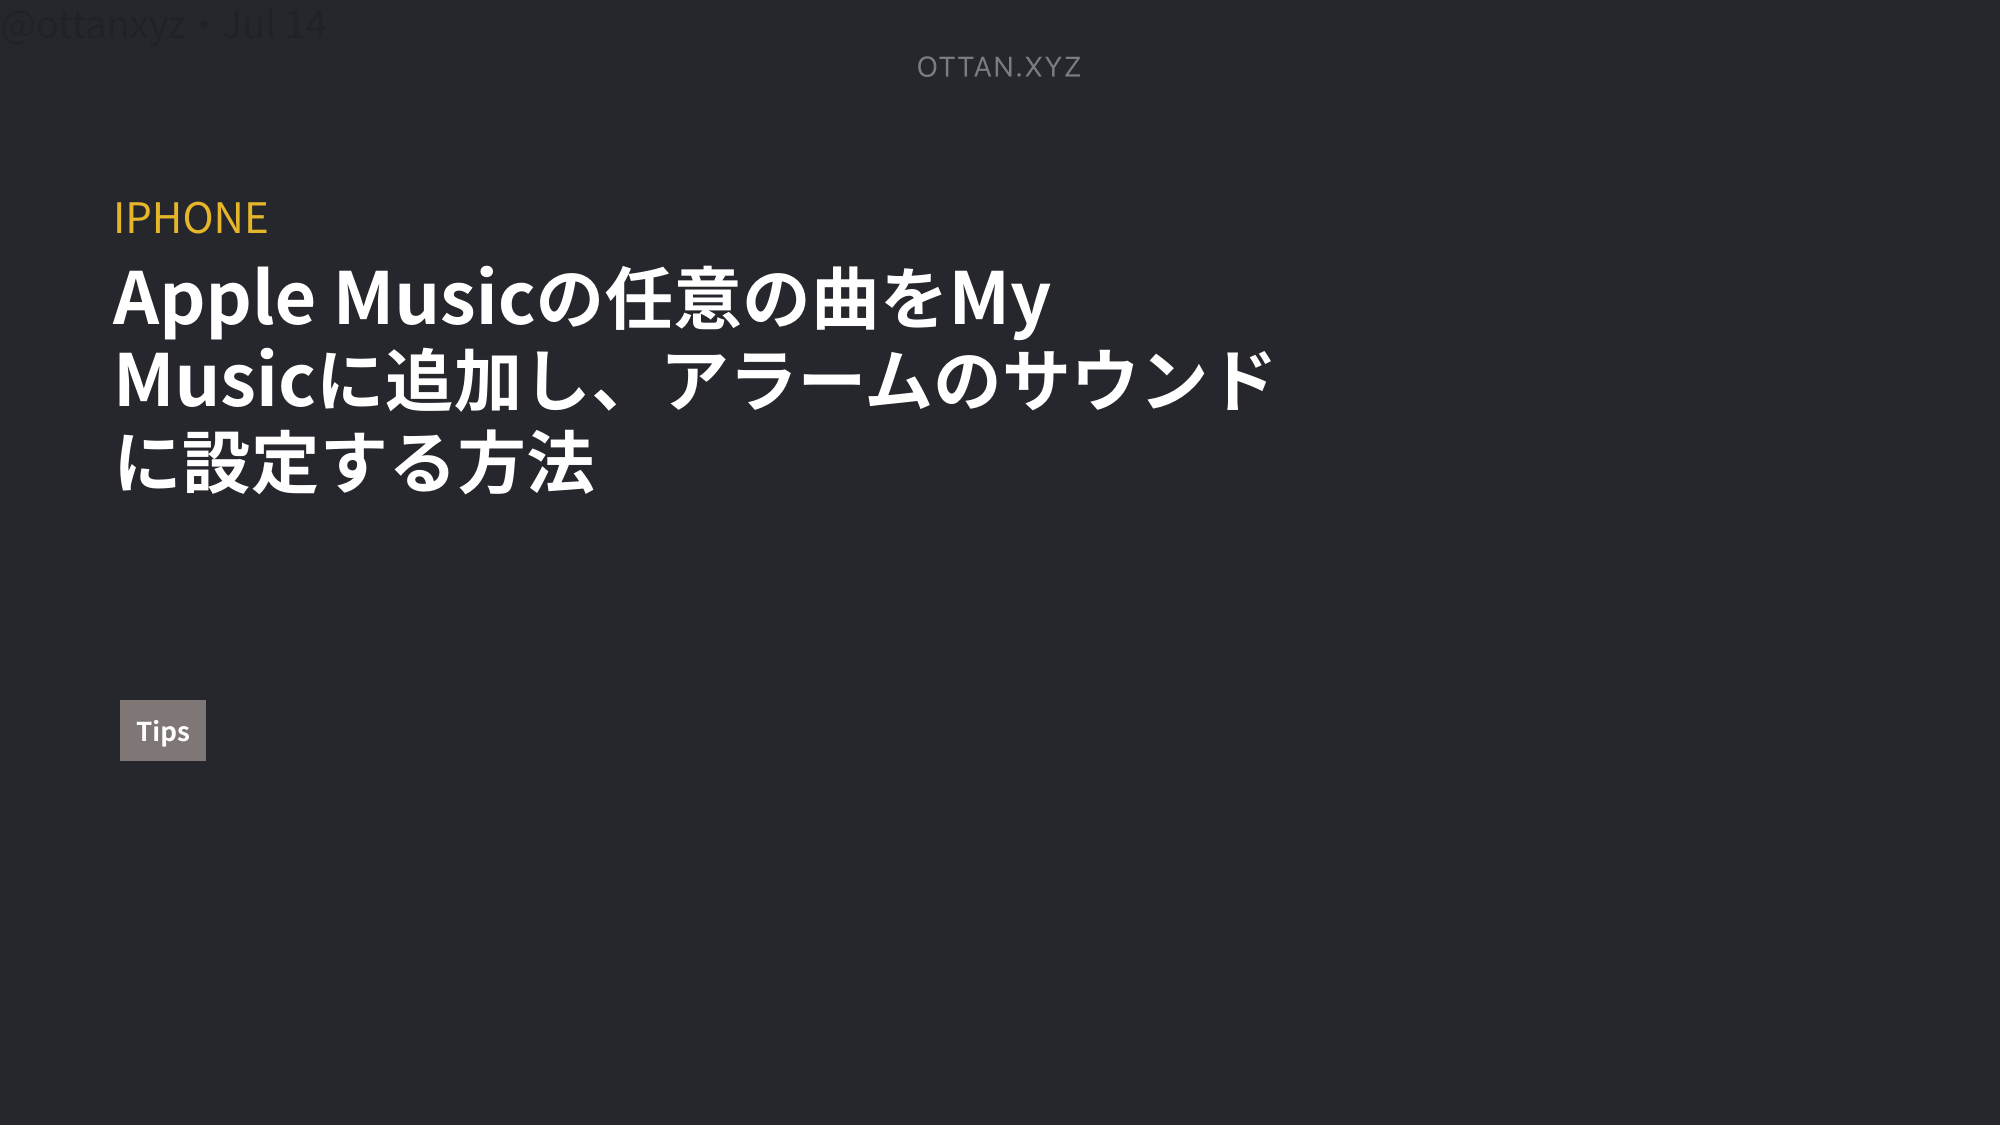 @ottanxyz・Jul 14
OTTAN.XYZ
IPHONE
Apple Musicの任意の曲をMy
Musicに追加し、アラームのサウンド
に設定する方法
Tips